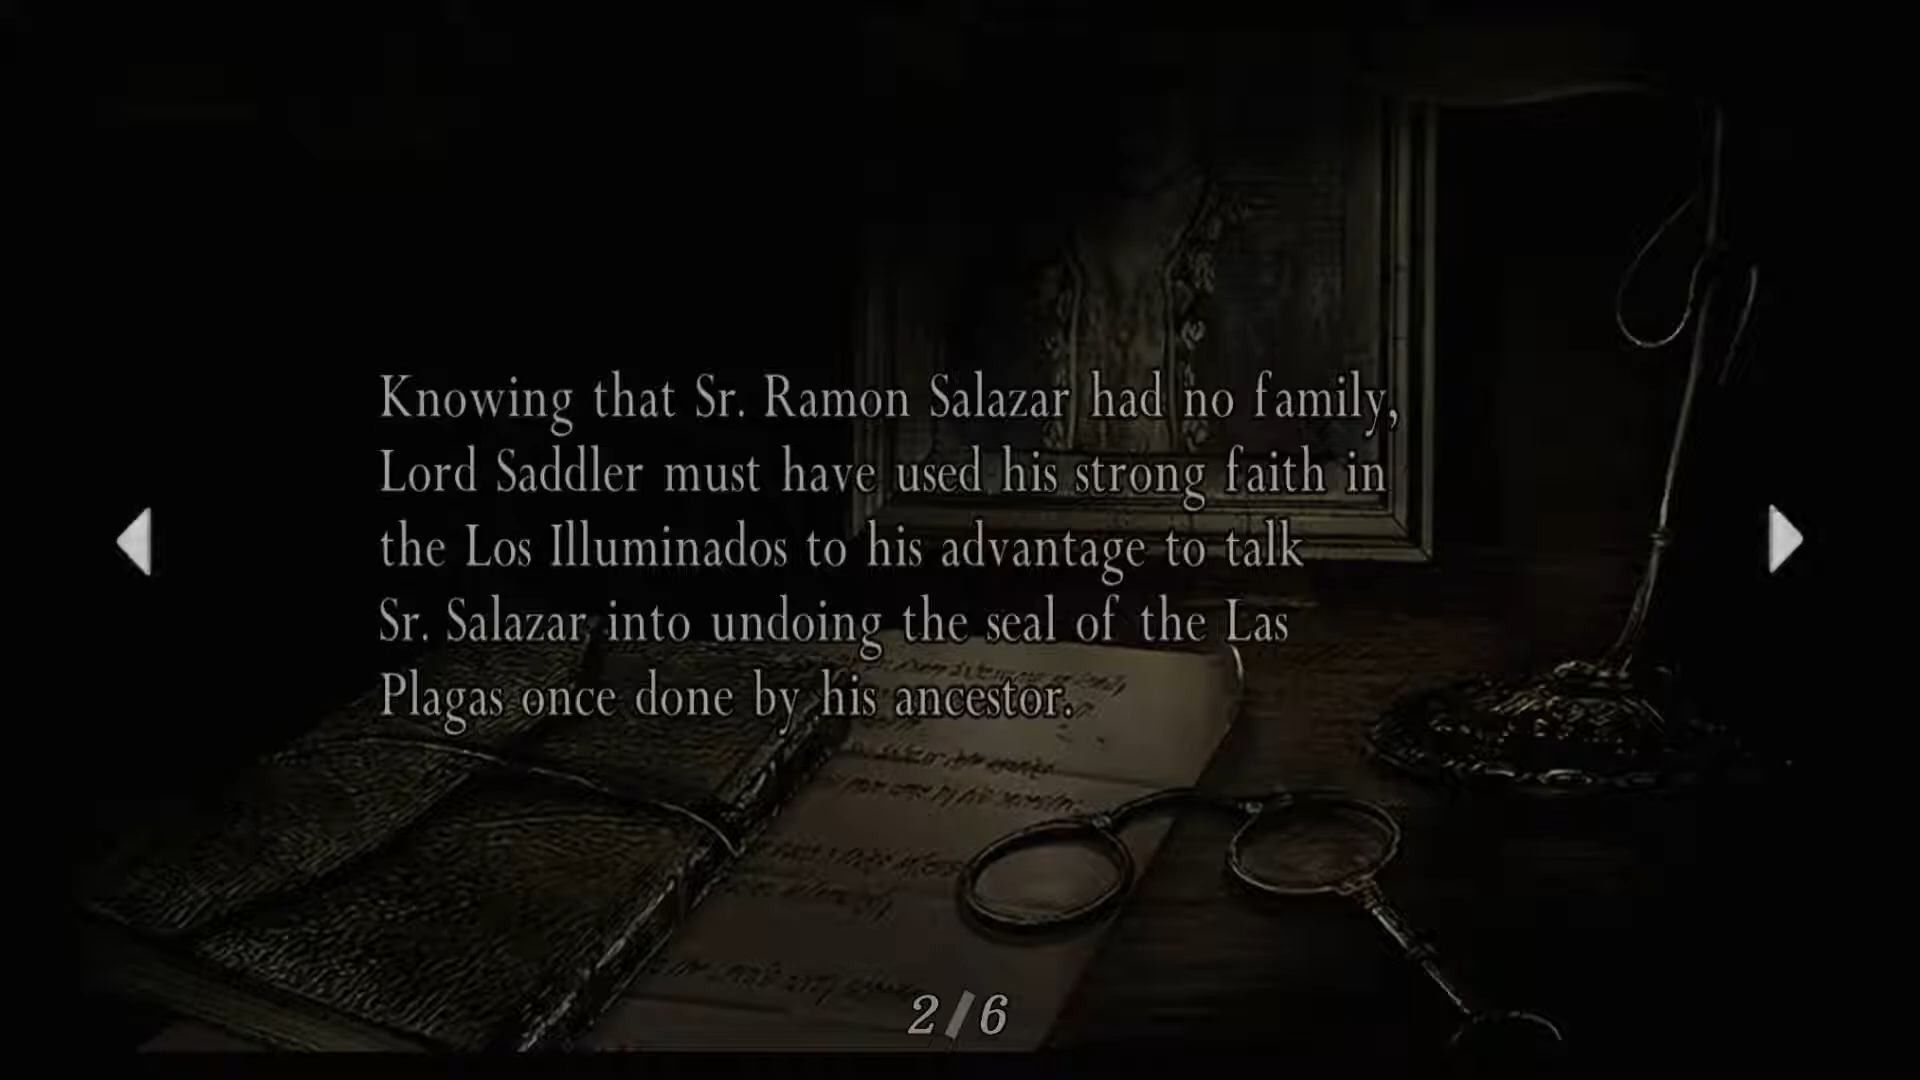 Knowing that Sr. Ramon Salazar had no family,
Lord Saddler must have used his strong faith in
the Los Illuminados to his advantage to talk
Sr. Salazar into undoing the seal of the Las
Plagas once done by his ancestor.
2/6